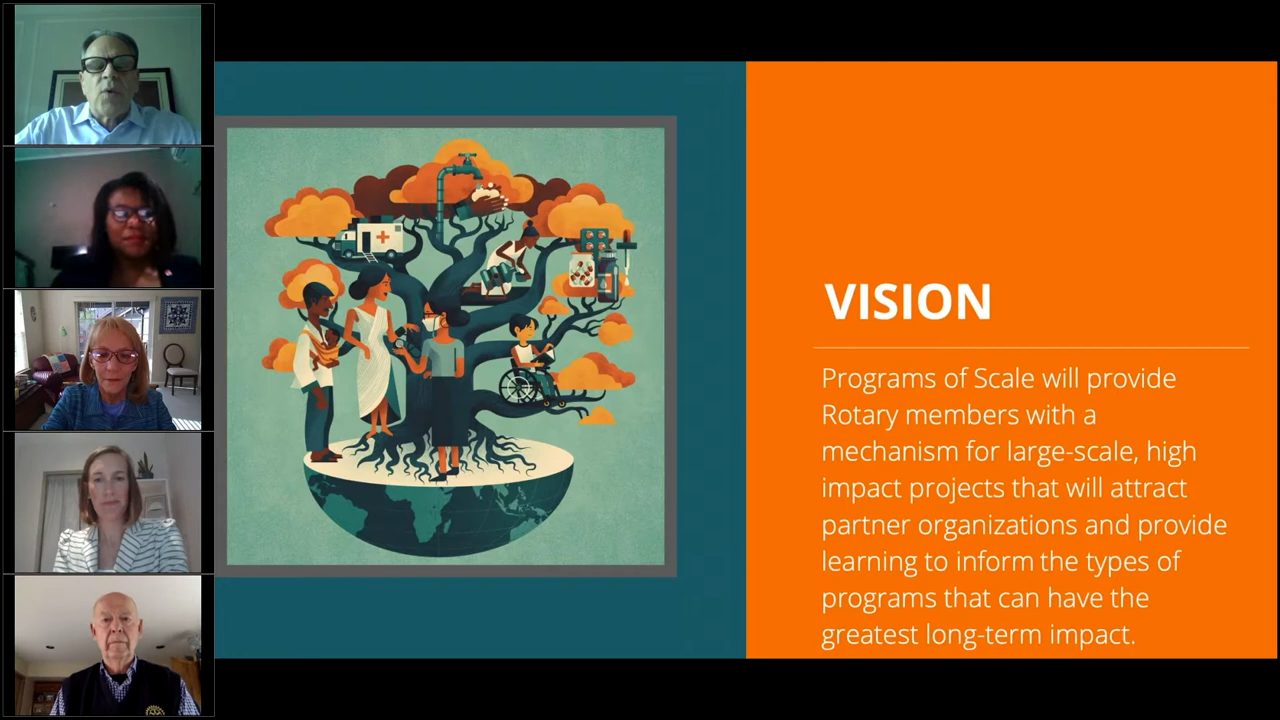 VISION
Programs of Scale will provide
Rotary members with a
mechanism for large-scale, high
impact projects that will attract
partner organizations and provide
learning to inform the types of
programs that can have the
greatest long-term impact.